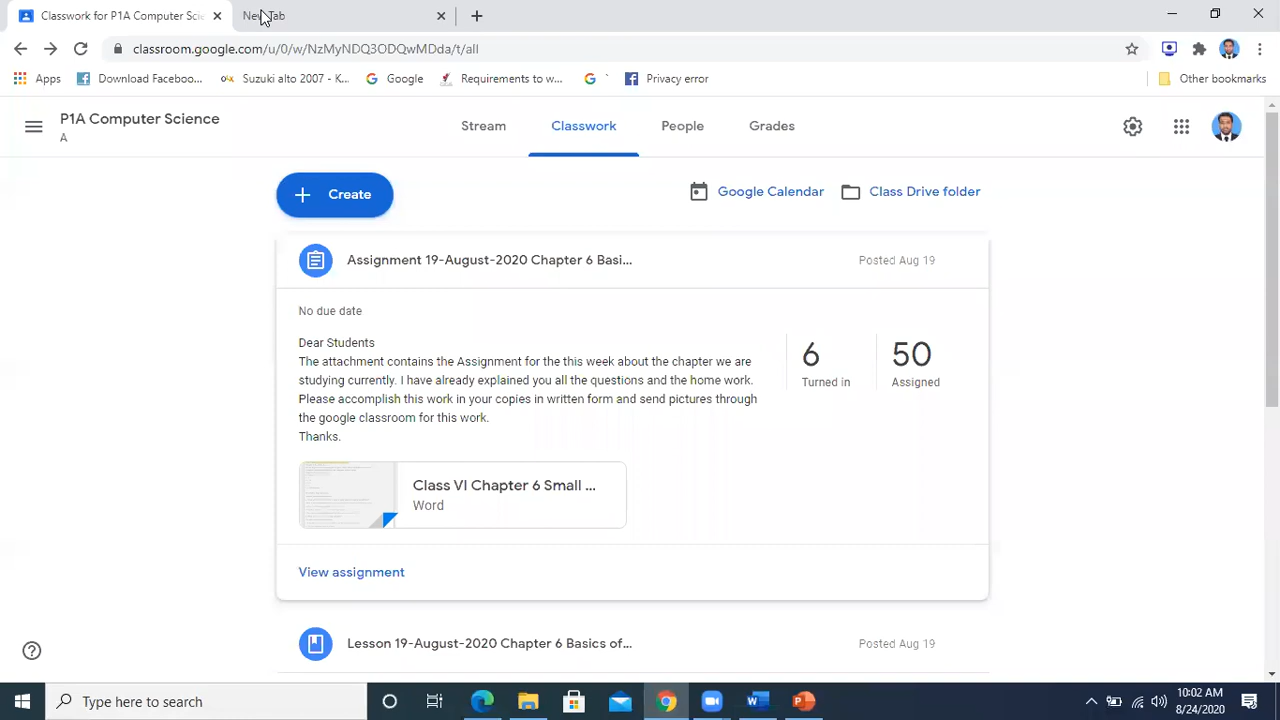 Classwork for P1A Computer Sci
New Tab
classroom.google.com/u/0/w/NzMyNDQ3ODQwMDda/t/all
Apps
Download Faceboo...
Suzuki alto 2007 - K...
Google
Requirements to w...
Privacy error
Other bookmarks
P1A Computer Science
A
Stream
Classwork
People
Grades
Create
Google Calendar
Class Drive folder
Assignment 19-August-2020 Chapter 6 Basi...
Posted Aug 19
No due date
Dear Students
The attachment contains the Assignment for the this week about the chapter we are
studying currently. I have already explained you all the questions and the home work.
Please accomplish this work in your copies in written form and send pictures through
the google classroom for this work.
Thanks.
6
Turned in
50
Assigned
Class VI Chapter 6 Small ...
Word
View assignment
Lesson 19-August-2020 Chapter 6 Basics of...
Posted Aug 19
Type here to search
10:02 AM
8/24/2020